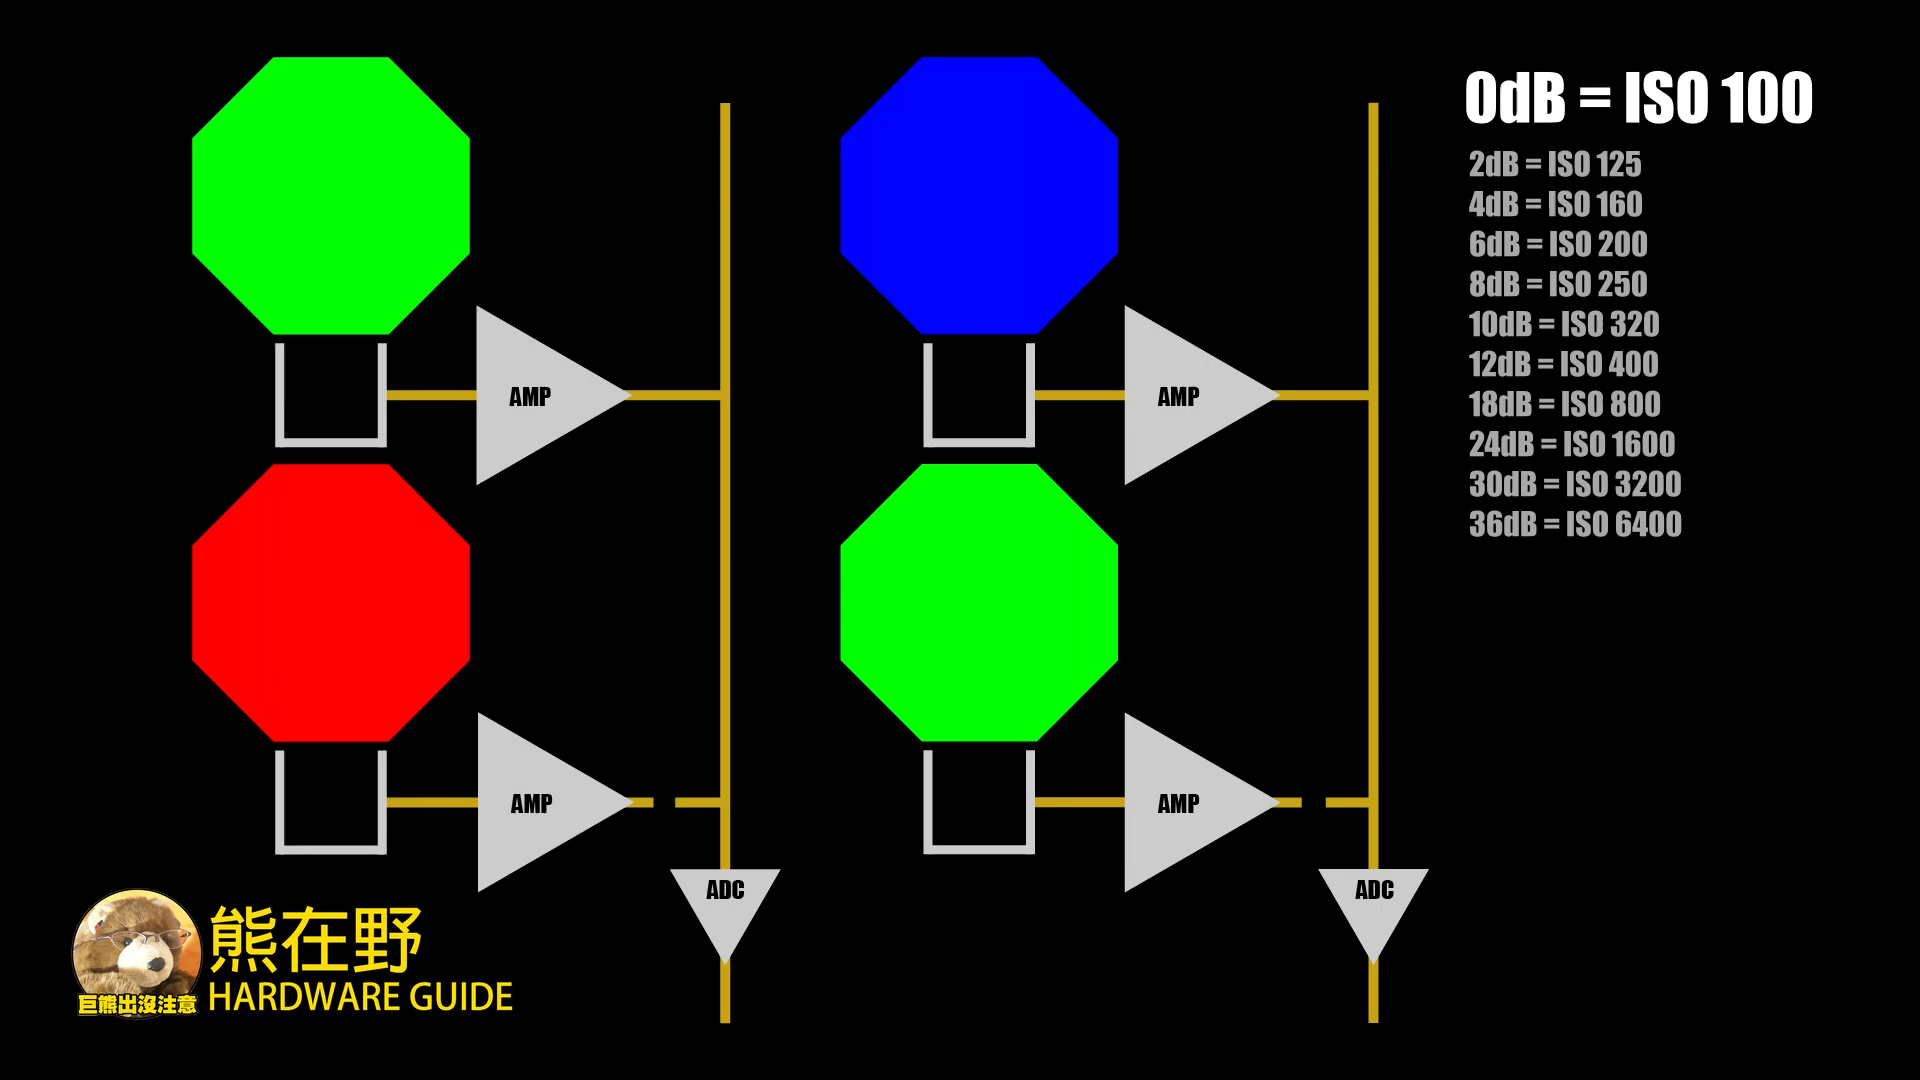 0dB = ISO 100
2dB = ISO 125
4dB = ISO 160
6dB = ISO 200
8dB = ISO 250
10dB = ISO 320
12dB = ISO 400
18dB = ISO 800
24dB = ISO 1600
30dB = ISO 3200
36dB = ISO 6400
AMP
AMP
AMP
AMP
ADC
ADC
熊在野
HARDWARE GUIDE
巨熊出沒注意